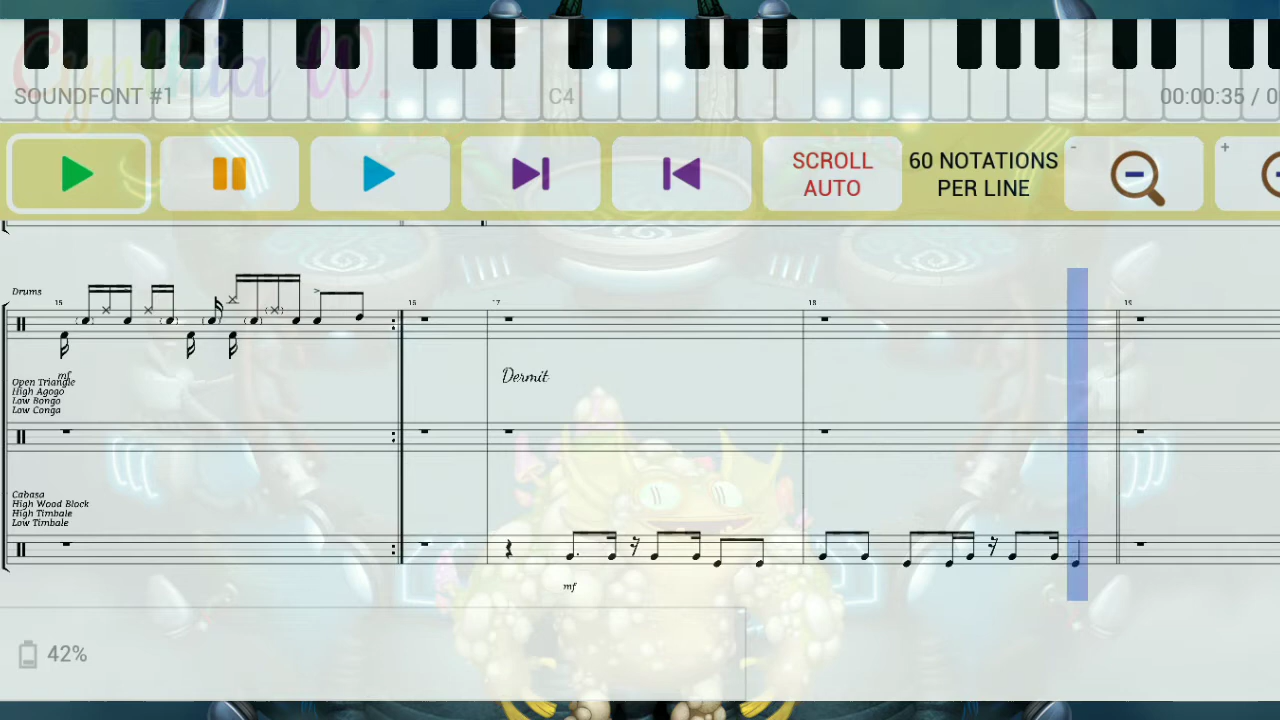 Cynthia W.
SOUNDFONT #1
C4
00:00:35 / 0
SCROLL
AUTO
60 NOTATIONS
PER LINE
-
+
Drums
15
16
17
18
19
mf
Dermit
Open Triangle
High Agogo
Low Bongo
Low Conga
Cabasa
High Wood Block
High Timbale
Low Timbale
mf
42%